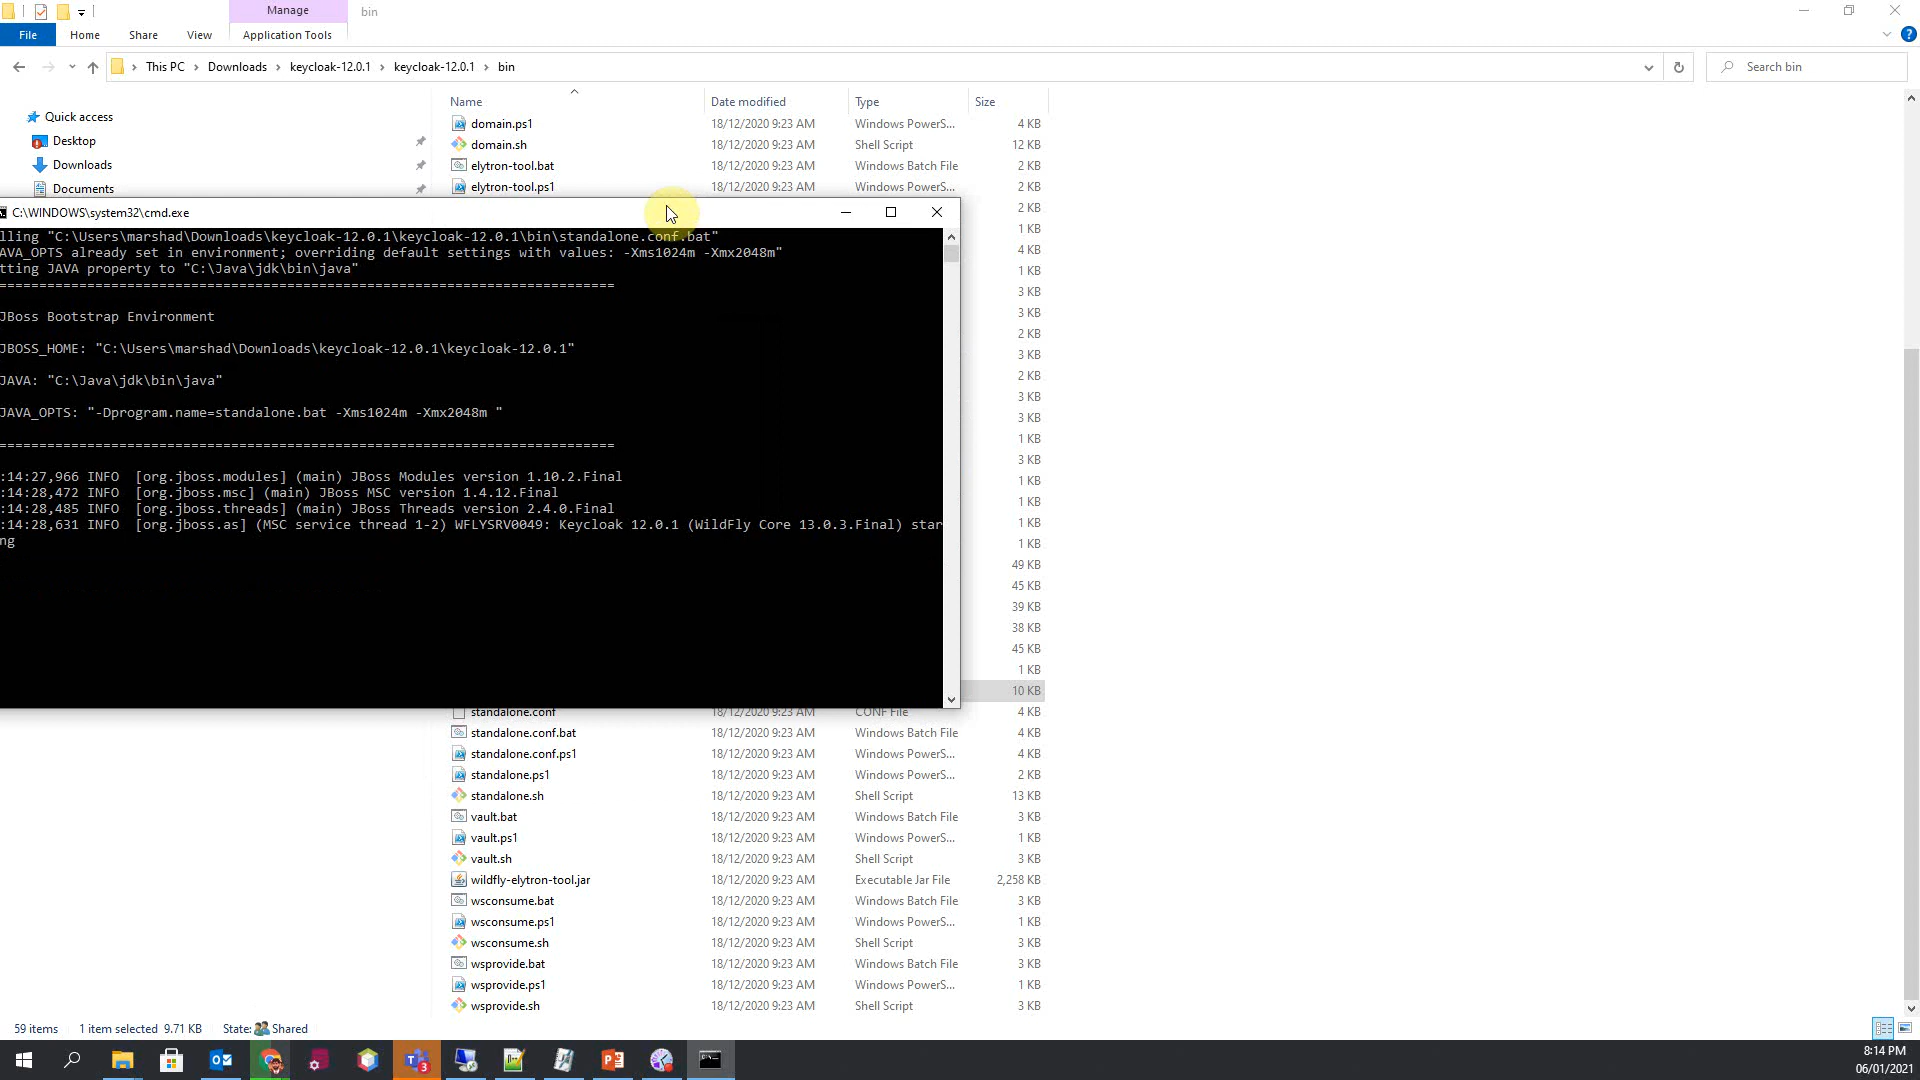 Manage
bin
File
Home
Share
View
Application Tools
This PC
Downloads
keycloak-12.0.1
keycloak-12.0.1
bin
Search bin
Name
Date modified
Type
Size
Quick access
Desktop
Downloads
Documents
domain.ps1 18/12/2020 9:23 AM Windows PowerS... 4 KB
domain.sh 18/12/2020 9:23 AM Shell Script 12 KB
elytron-tool.bat 18/12/2020 9:23 AM Windows Batch File 2 KB
elytron-tool.ps1 18/12/2020 9:23 AM Windows PowerS... 2 KB
C:\WINDOWS\system32\cmd.exe
lling "C:\Users\marshad\Downloads\keycloak-12.0.1\keycloak-12.0.1\bin\standalone.conf.bat"
AVA_OPTS already set in environment; overriding default settings with values: -Xms1024m -Xmx2048m"
tting JAVA property to "C:\Java\jdk\bin\java"
===============================================================================
JBoss Bootstrap Environment
JBOSS_HOME: "C:\Users\marshad\Downloads\keycloak-12.0.1\keycloak-12.0.1"
JAVA: "C:\Java\jdk\bin\java"
JAVA_OPTS: "-Dprogram.name=standalone.bat -Xms1024m -Xmx2048m "
===============================================================================
:14:27,966 INFO  [org.jboss.modules] (main) JBoss Modules version 1.10.2.Final
:14:28,472 INFO  [org.jboss.msc] (main) JBoss MSC version 1.4.12.Final
:14:28,485 INFO  [org.jboss.threads] (main) JBoss Threads version 2.4.0.Final
:14:28,631 INFO  [org.jboss.as] (MSC service thread 1-2) WFLYSRV0049: Keycloak 12.0.1 (WildFly Core 13.0.3.Final) star
ng
2 KB
1 KB
4 KB
1 KB
3 KB
3 KB
2 KB
3 KB
2 KB
3 KB
3 KB
1 KB
3 KB
1 KB
1 KB
1 KB
1 KB
49 KB
45 KB
39 KB
38 KB
45 KB
1 KB
10 KB
standalone.conf 18/12/2020 9:23 AM CONF File 4 KB
standalone.conf.bat 18/12/2020 9:23 AM Windows Batch File 4 KB
standalone.conf.ps1 18/12/2020 9:23 AM Windows PowerS... 4 KB
standalone.ps1 18/12/2020 9:23 AM Windows PowerS... 2 KB
standalone.sh 18/12/2020 9:23 AM Shell Script 13 KB
vault.bat 18/12/2020 9:23 AM Windows Batch File 3 KB
vault.ps1 18/12/2020 9:23 AM Windows PowerS... 1 KB
vault.sh 18/12/2020 9:23 AM Shell Script 3 KB
wildfly-elytron-tool.jar 18/12/2020 9:23 AM Executable Jar File 2,258 KB
wsconsume.bat 18/12/2020 9:23 AM Windows Batch File 3 KB
wsconsume.ps1 18/12/2020 9:23 AM Windows PowerS... 1 KB
wsconsume.sh 18/12/2020 9:23 AM Shell Script 3 KB
wsprovide.bat 18/12/2020 9:23 AM Windows Batch File 3 KB
wsprovide.ps1 18/12/2020 9:23 AM Windows PowerS... 1 KB
wsprovide.sh 18/12/2020 9:23 AM Shell Script 3 KB
59 items
1 item selected 9.71 KB
State: Shared
3
8:14 PM
06/01/2021